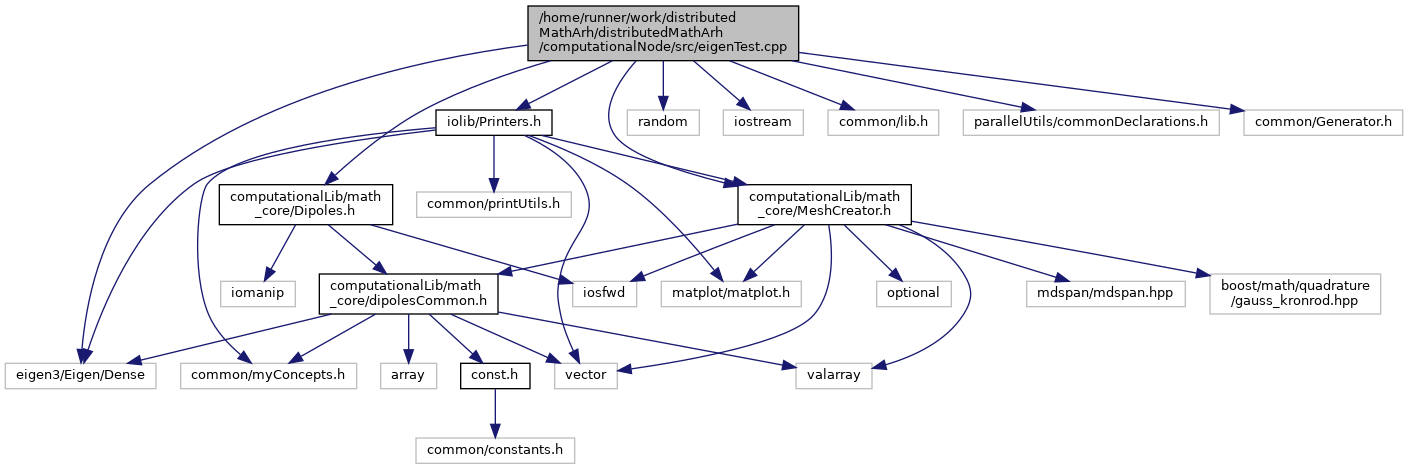 /home/runner/work/distributed
MathArh/distributedMathArh
/computationalNode/src/eigenTest.cpp
iolib/Printers.h
random
iostream
common/lib.h
parallelUtils/commonDeclarations.h
common/Generator.h
computationalLib/math
_core/Dipoles.h
common/printUtils.h
computationalLib/math
_core/MeshCreator.h
iomanip
computationalLib/math
_core/dipolesCommon.h
iosfwd
matplot/matplot.h
optional
mdspan/mdspan.hpp
boost/math/quadrature
/gauss_kronrod.hpp
eigen3/Eigen/Dense
common/myConcepts.h
array
const.h
vector
valarray
common/constants.h